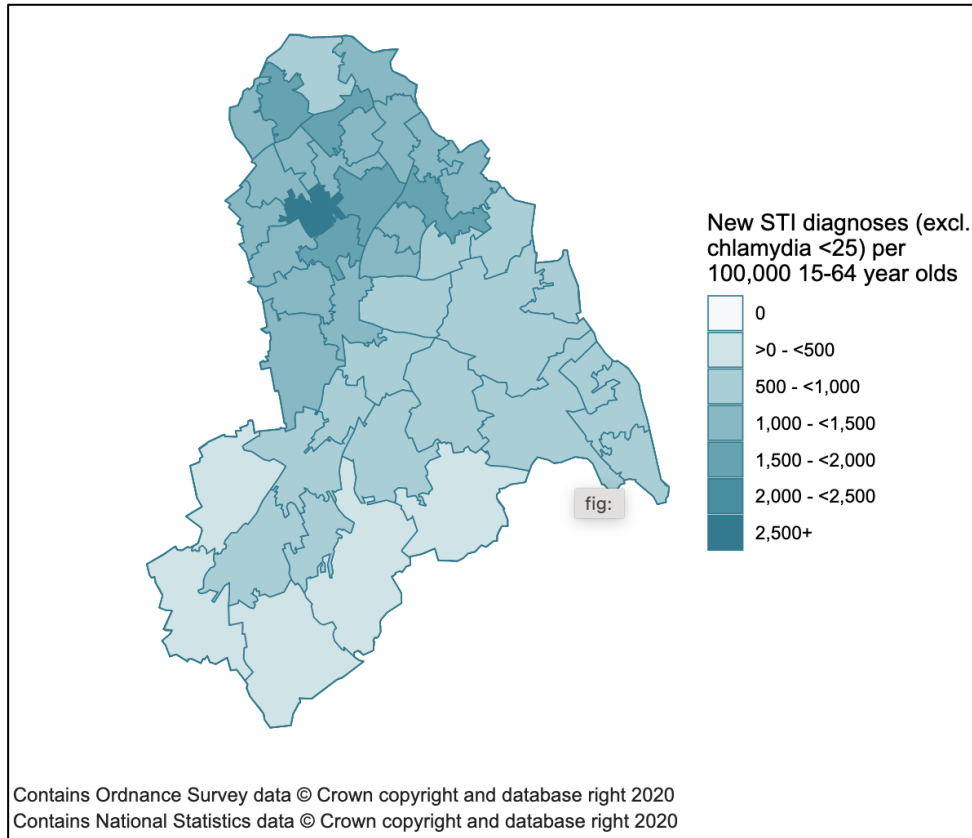 New STI diagnoses (excl.
chlamydia <25) per
100,000 15-64 year olds
0
>0 - <500
500 - <1,000
1,000 - <1,500
1,500 - <2,000
2,000 - <2,500
2,500+
fig:
Contains Ordnance Survey data © Crown copyright and database right 2020
Contains National Statistics data © Crown copyright and database right 2020